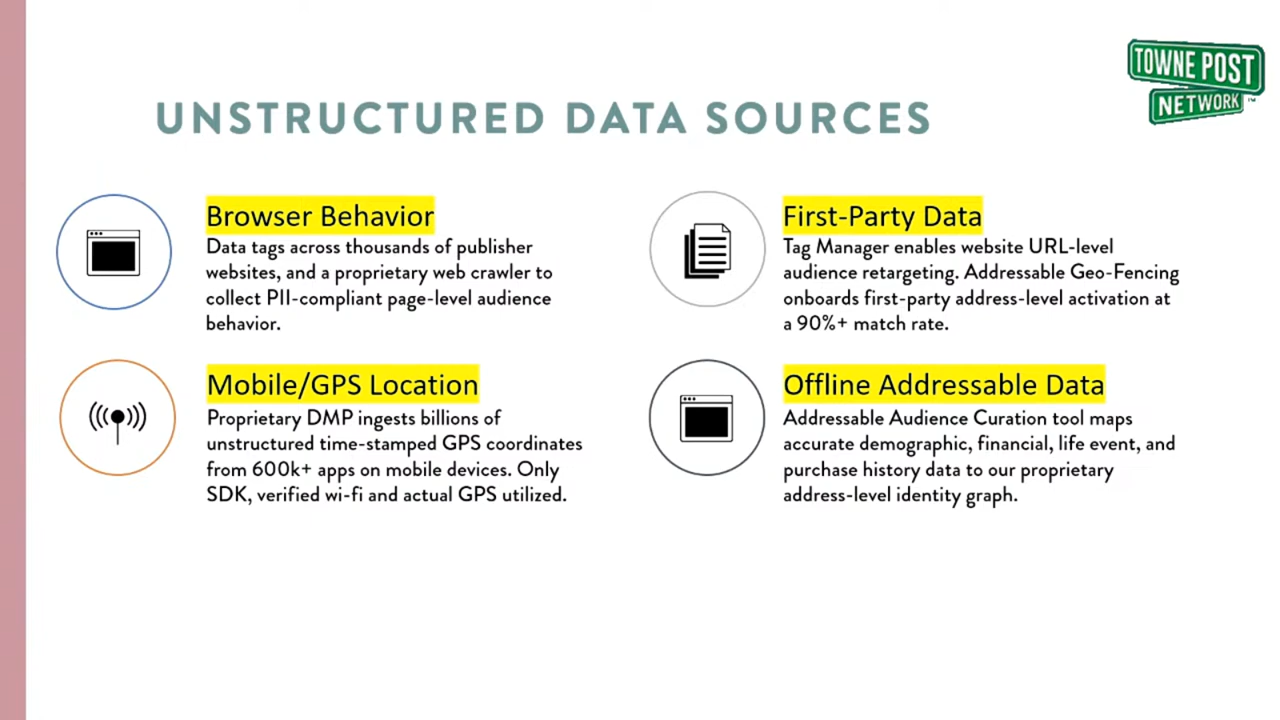 TOWNE POST
NETWORK™
UNSTRUCTURED DATA SOURCES
Browser Behavior
Data tags across thousands of publisher
websites, and a proprietary web crawler to
collect PII-compliant page-level audience
behavior.
First-Party Data
Tag Manager enables website URL-level
audience retargeting. Addressable Geo-Fencing
onboards first-party address-level activation at
a 90%+ match rate.
Mobile/GPS Location
Proprietary DMP ingests billions of
unstructured time-stamped GPS coordinates
from 600k+ apps on mobile devices. Only
SDK, verified wi-fi and actual GPS utilized.
Offline Addressable Data
Addressable Audience Curation tool maps
accurate demographic, financial, life event, and
purchase history data to our proprietary
address-level identity graph.